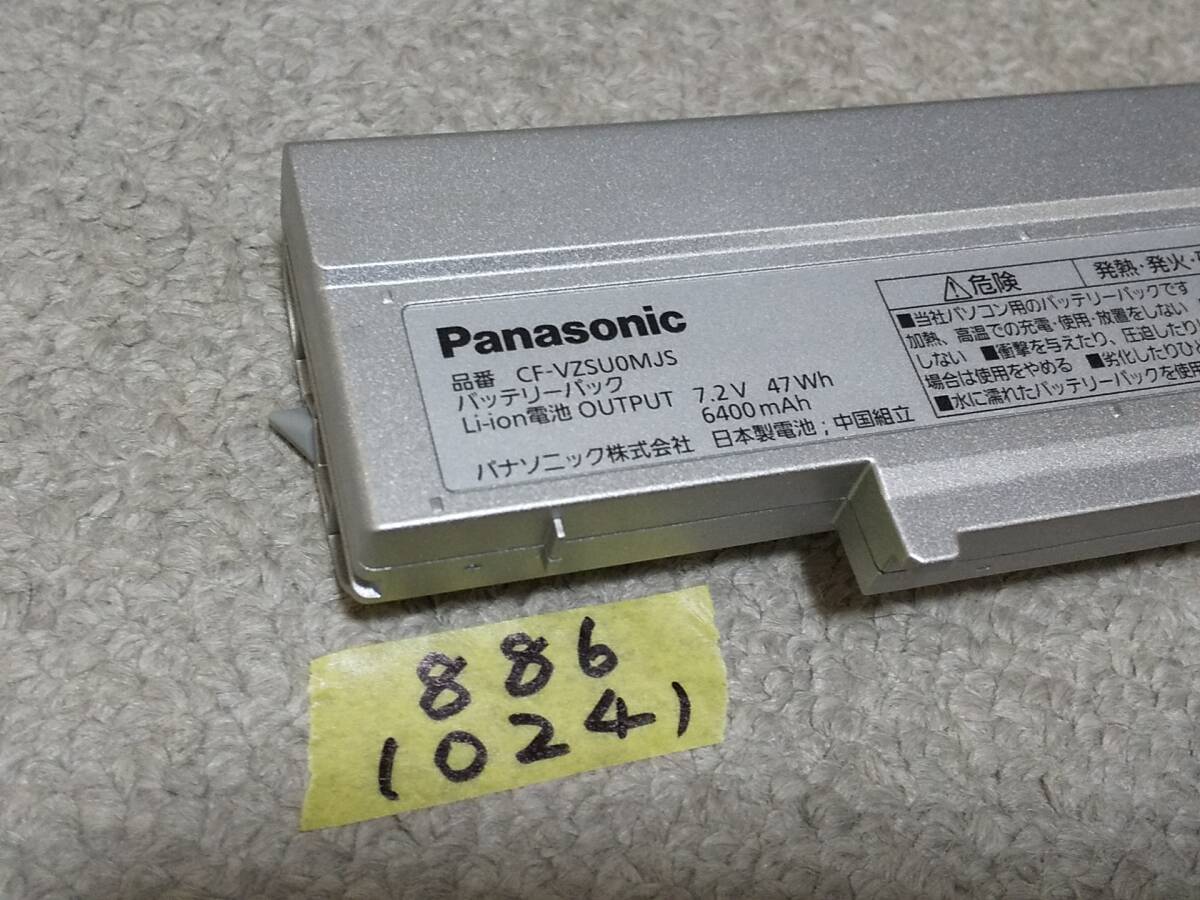 Panasonic
品番 CF-VZSU0MJS
バッテリーパック
Li-ion電池 OUTPUT 7.2V 47Wh
6400mAh
パナソニック株式会社 日本製電池;中国組立
⚠危険 発熱・発火・
■当社パソコン用のバッテリーパックです
加熱、高温での充電・使用・放置をしない
しない ■衝撃を与えたり、圧迫したり
場合は使用をやめる ■劣化したりひ
■水に濡れたバッテリーパックを使用
886
(1024)